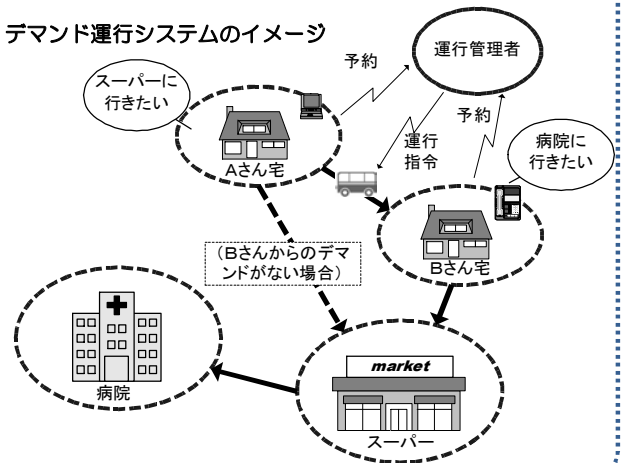 デマンド運行システムのイメージ
運行管理者
予約
スーパーに
行きたい
予約
運行
指令
病院に
行きたい
Aさん宅
Bさん宅
（Bさんからのデマ
ンドがない場合）
market
病院
スーパー